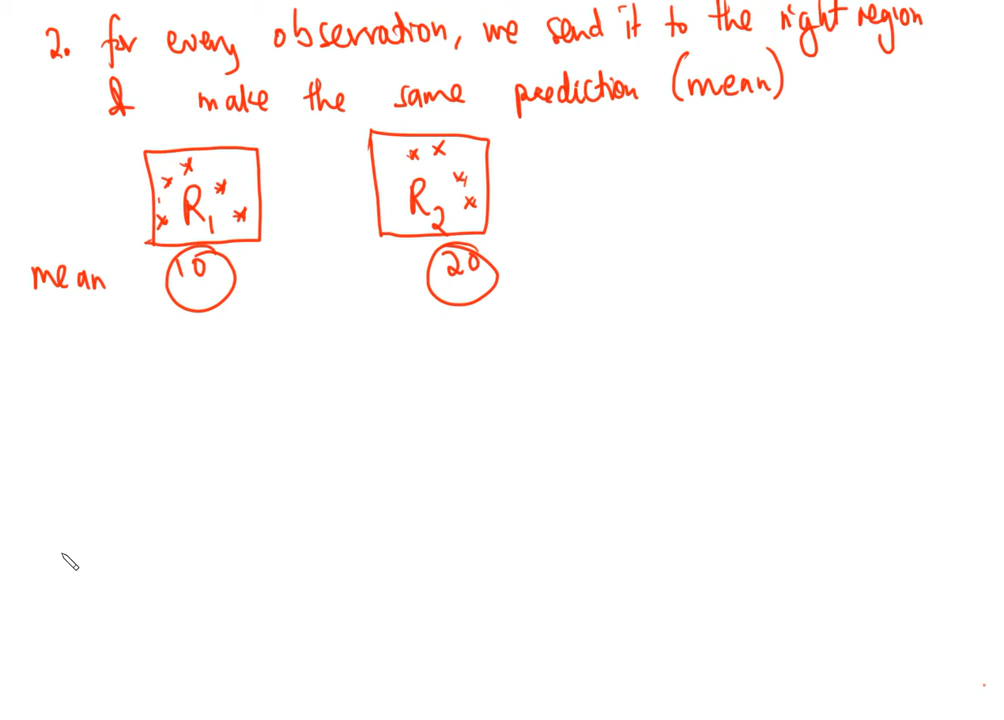 2. for every observation, we send it to the right region
& make the same prediction (mean)
R1 R2
mean 10 20